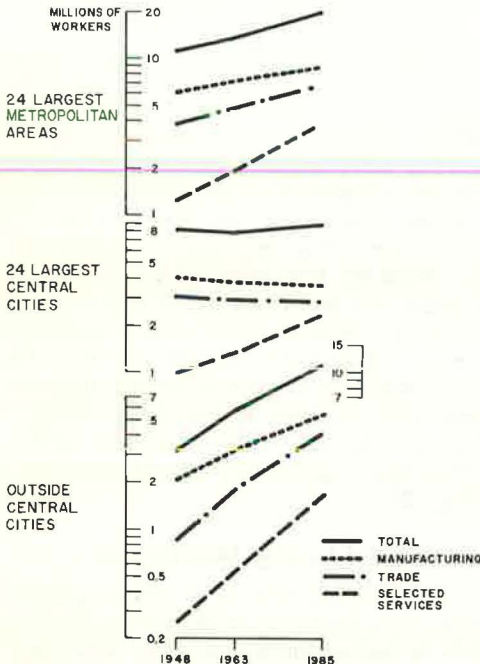 MILLIONS OF
WORKERS
20
10
5
2
1
24 LARGEST
METROPOLITAN
AREAS
8
5
2
1
24 LARGEST
CENTRAL
CITIES
15
10
7
7
5
2
1
0.5
0.2
OUTSIDE
CENTRAL
CITIES
TOTAL
MANUFACTURING
TRADE
SELECTED
SERVICES
1948 1963 1985